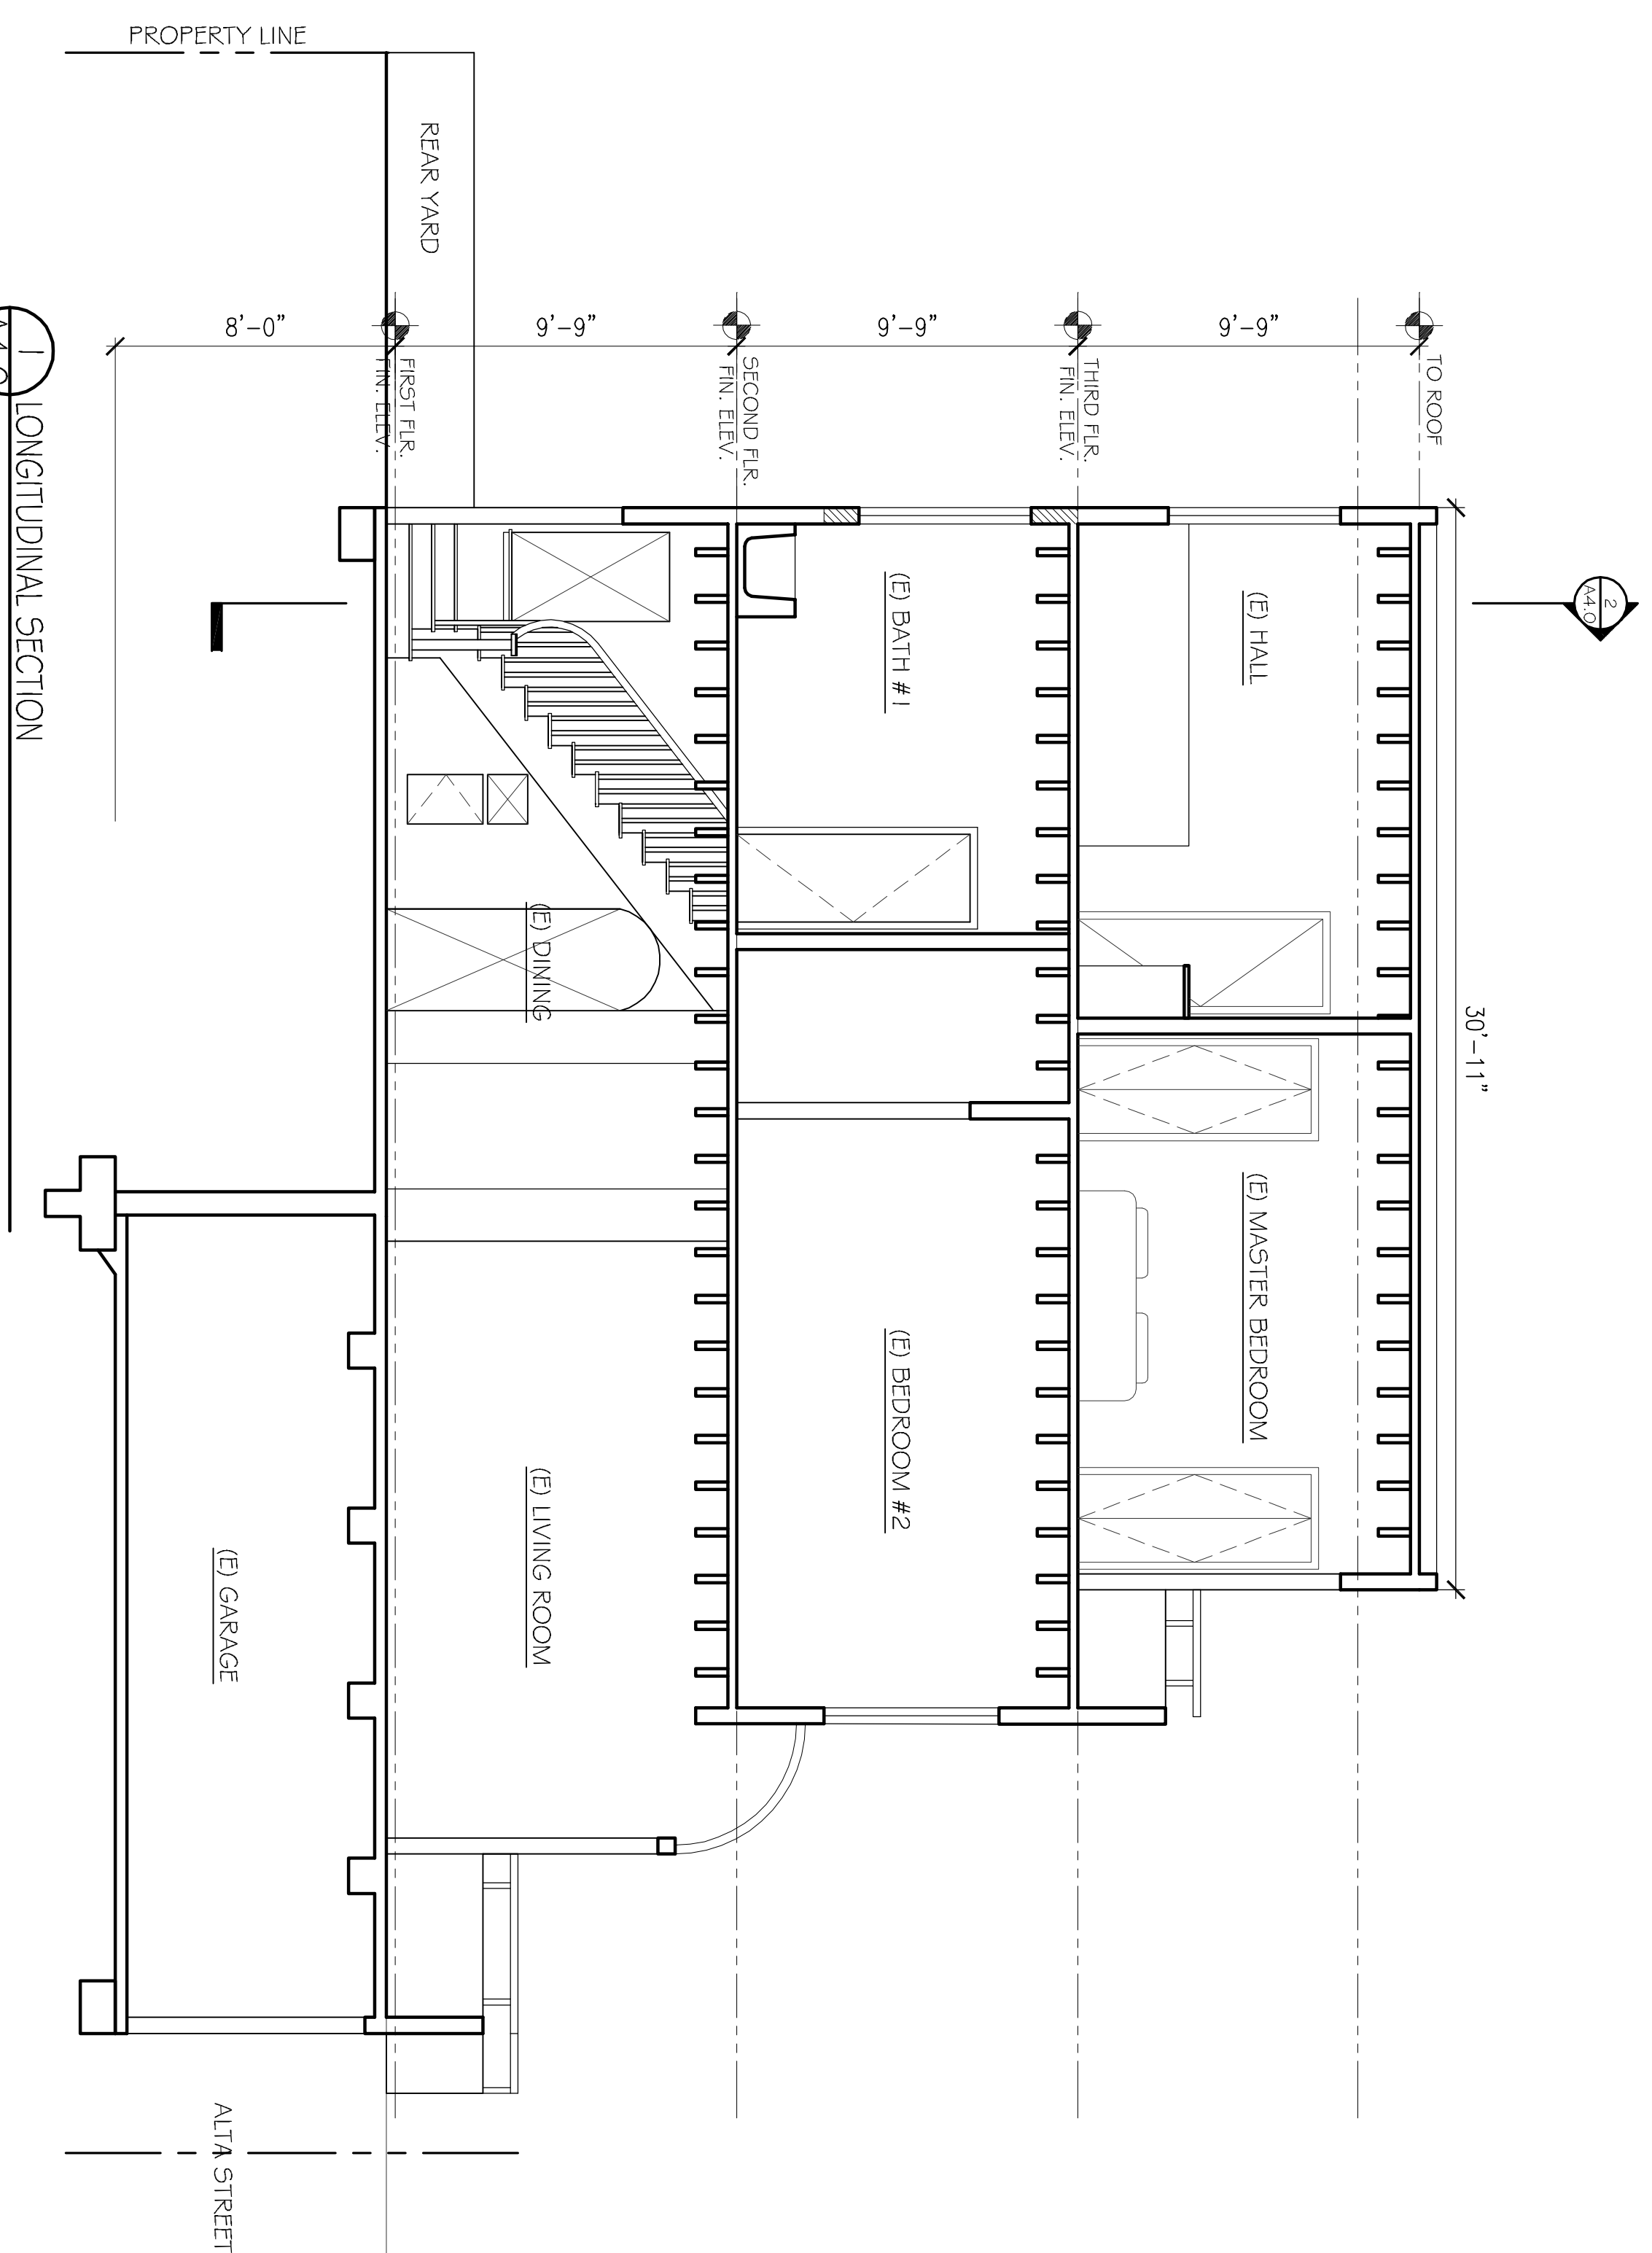 2
A4.0
30'-11"
TO ROOF
9'-9"
(E) HALL
(E) MASTER BEDROOM
THIRD FLR.
FIN. ELEV.
9'-9"
(E) BATH #1
(E) BEDROOM #2
SECOND FLR.
FIN. ELEV.
9'-9"
(E) DINING
(E) LIVING ROOM
REAR YARD
FIRST FLR.
FIN. ELEV.
8'-0"
(E) GARAGE
PROPERTY LINE
ALTA STREET
1
LONGITUDINAL SECTION